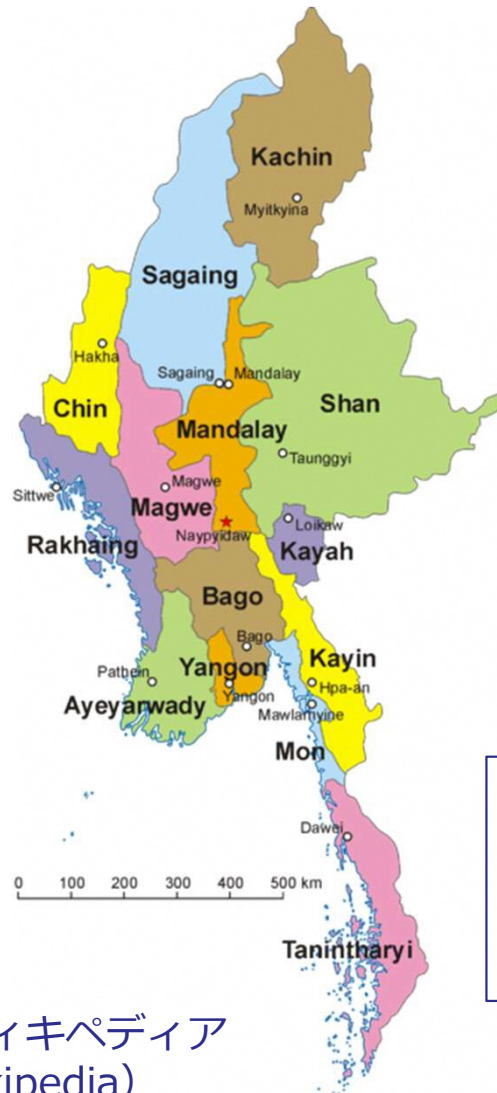 Kachin
Myitkyina
Sagaing
Hakha
Sagaing
Mandalay
Chin
Shan
Mandalay
Taunggyi
Sittwe
Magwe
Magwe
Loikaw
Naypyidaw
Rakhaing
Kayah
Bago
Bago
Kayin
Yangon
Pathein
Hpa-an
Yangon
Ayeyarwady
Mawlamyine
Mon
Dawei
0 100 200 300 400 500 km
Tanintharyi
ィキペディア
kipedia）